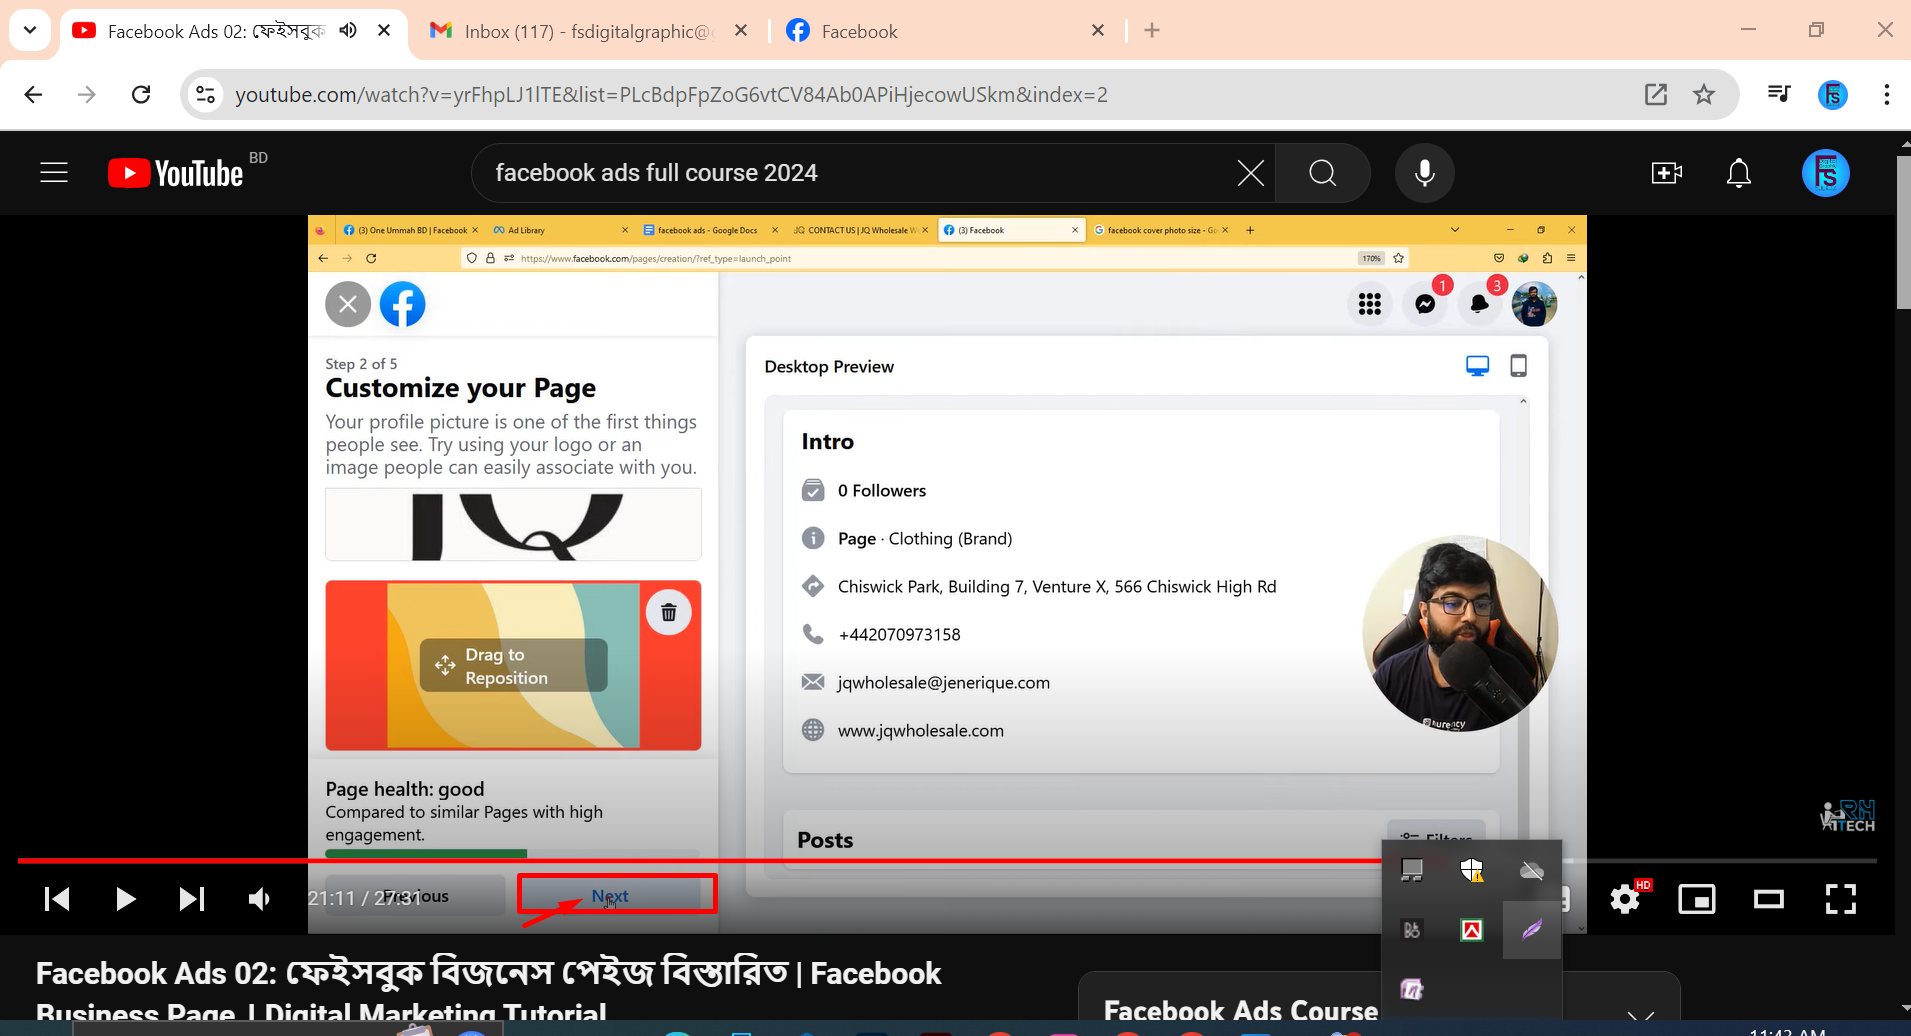 Facebook Ads 02: ফেইসবুক
Inbox (117) - fsdigitalgraphic@
Facebook
youtube.com/watch?v=yrFhpLJ1lTE&list=PLcBdpFpZoG6vtCV84Ab0APiHjecowUSkm&index=2
YouTube BD
facebook ads full course 2024
(3) One Ummah BD | Facebook
Ad Library
facebook ads - Google Docs
CONTACT US | JQ Wholesale
(3) Facebook
facebook cover photo size -
https://www.facebook.com/pages/creation/?ref_type=launch_point
170%
1
3
Step 2 of 5
Customize your Page
Your profile picture is one of the first things
people see. Try using your logo or an
image people can easily associate with you.
JQ
Drag to
Reposition
Page health: good
Compared to similar Pages with high
engagement.
Previous
Next
Desktop Preview
Intro
0 Followers
Page · Clothing (Brand)
Chiswick Park, Building 7, Venture X, 566 Chiswick High Rd
+442070973158
jqwholesale@jenerique.com
www.jqwholesale.com
Posts
Filters
RH
ITECH
21:11 / 27:31
HD
Facebook Ads 02: ফেইসবুক বিজনেস পেইজ বিস্তারিত | Facebook
Business Page | Digital Marketing Tutorial
Facebook Ads Course
11:43 AM